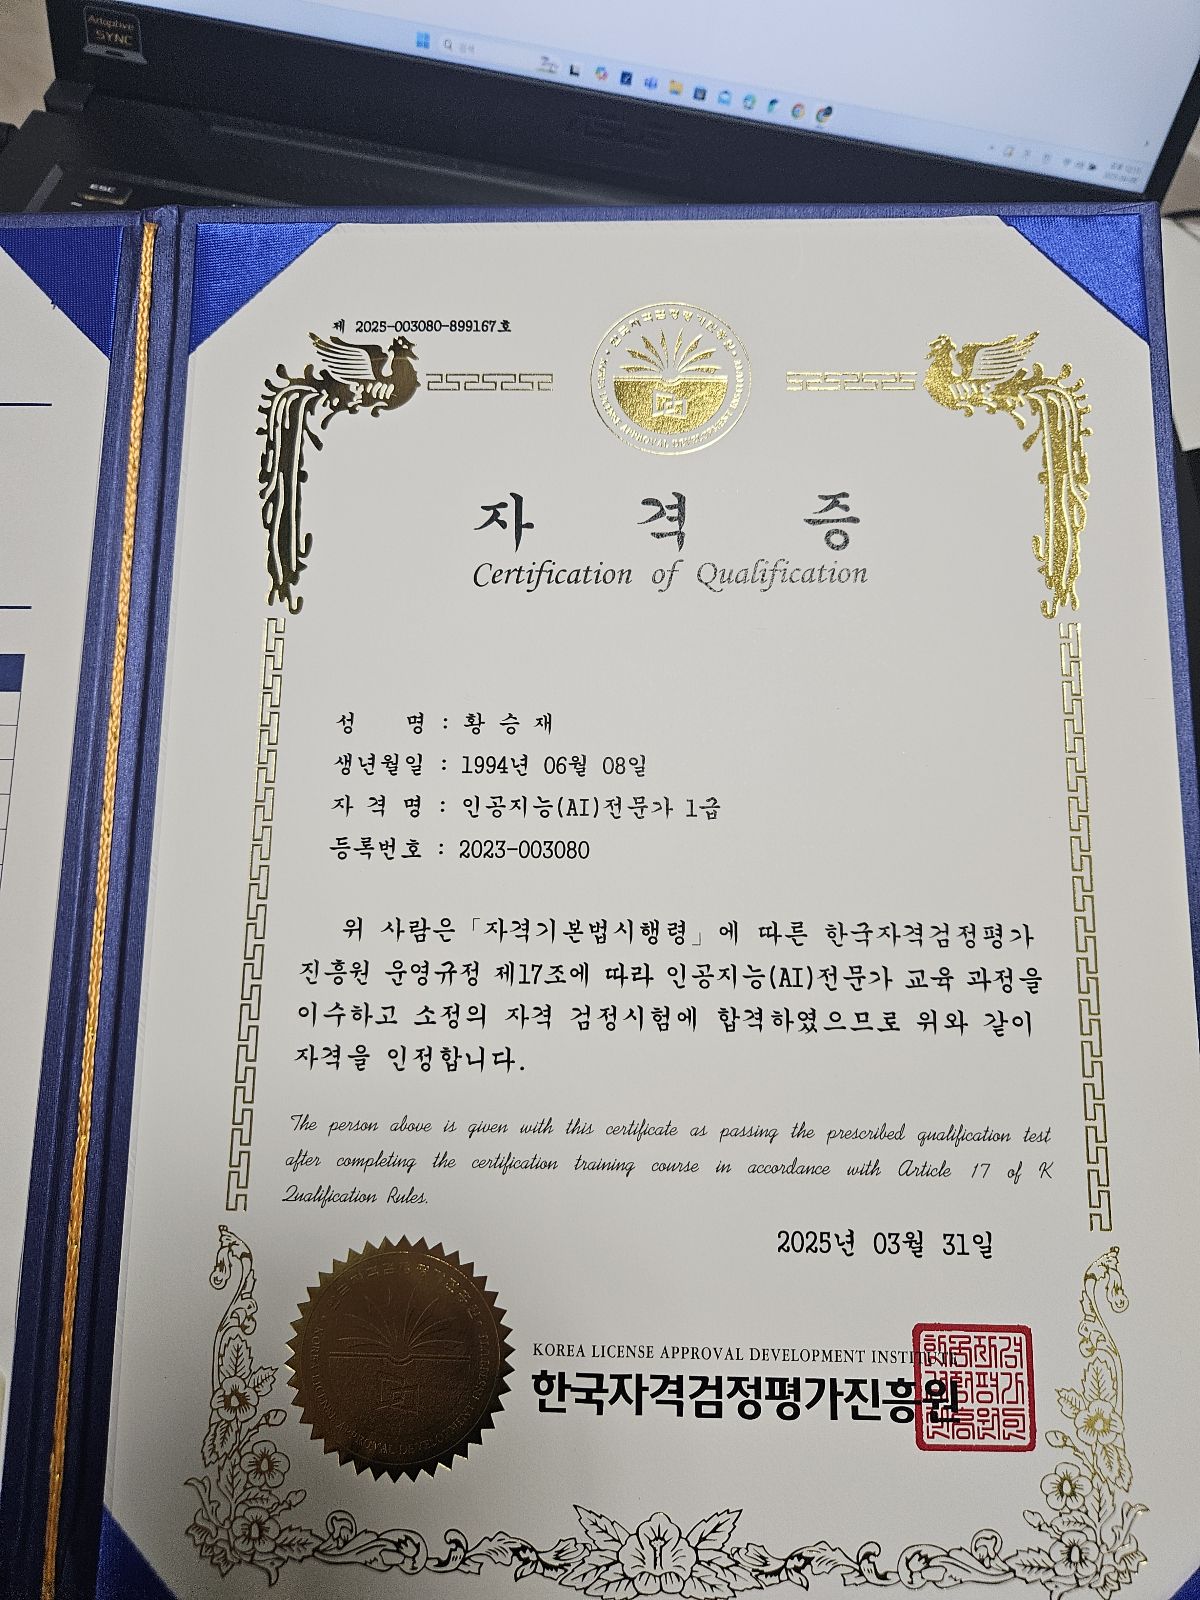 Adaptive
SYNC
검색
ASUS
ESC
제 2025-003080-899167호
자 격 증
Certification of Qualification
성 명 : 황 승 재
생년월일 : 1994년 06월 08일
자 격 명 : 인공지능(AI)전문가 1급
등록번호 : 2023-003080
위 사람은「자격기본법시행령」에 따른 한국자격검정평가
진흥원 운영규정 제17조에 따라 인공지능(AI)전문가 교육 과정을
이수하고 소정의 자격 검정시험에 합격하였으므로 위와 같이
자격을 인정합니다.
The person above is given with this certificate as passing the prescribed qualification test
after completing the certification training course in accordance with Article 17 of K
Qualification Rules.
2025년 03월 31일
KOREA LICENSE APPROVAL DEVELOPMENT INSTITUTE
한국자격검정평가진흥원